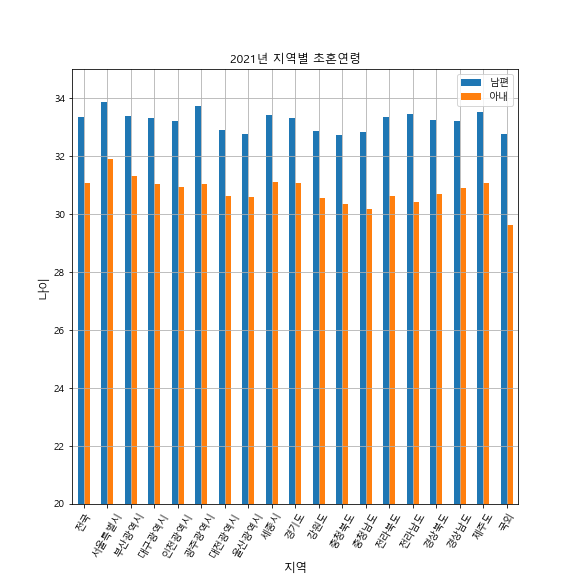 2021년 지역별 초혼연령
남편
아내
34
32
30
28
26
24
22
20
나이
전국
서울특별시
부산광역시
대구광역시
인천광역시
광주광역시
대전광역시
울산광역시
세종시
경기도
강원도
충청북도
충청남도
전라북도
전라남도
경상북도
경상남도
제주도
국외
지역